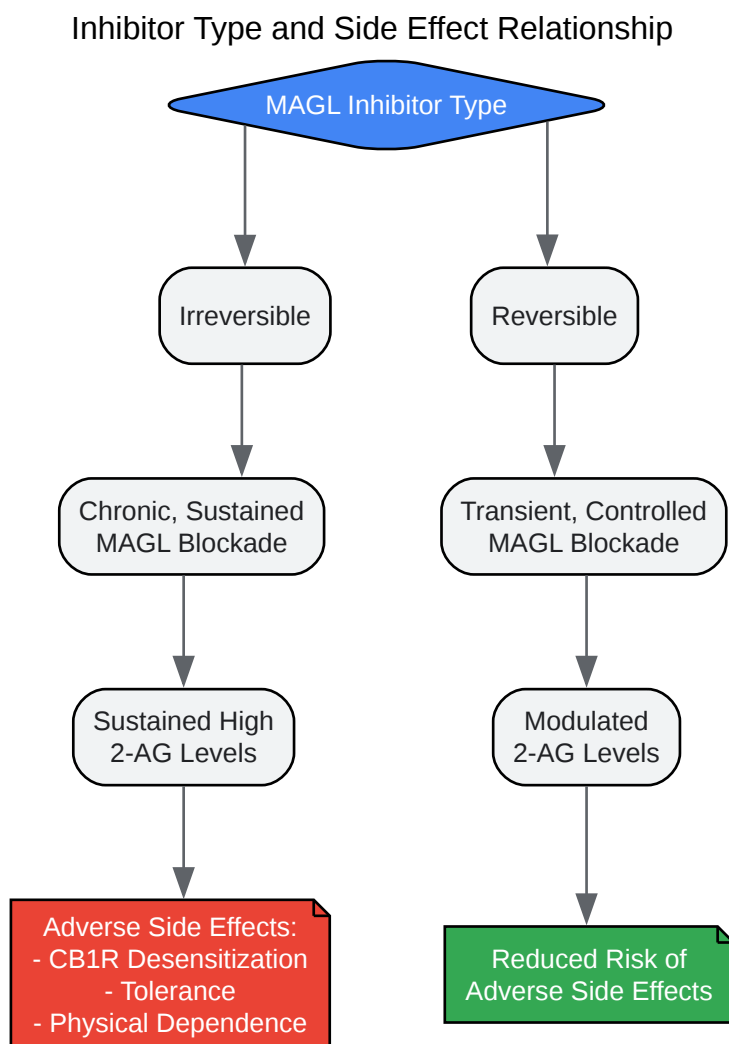 Inhibitor Type and Side Effect Relationship
MAGL Inhibitor Type
Irreversible
Reversible
Chronic, Sustained
MAGL Blockade
Transient, Controlled
MAGL Blockade
Sustained High
2-AG Levels
Modulated
2-AG Levels
Adverse Side Effects:
- CB1R Desensitization
- Tolerance
- Physical Dependence
Reduced Risk of
Adverse Side Effects